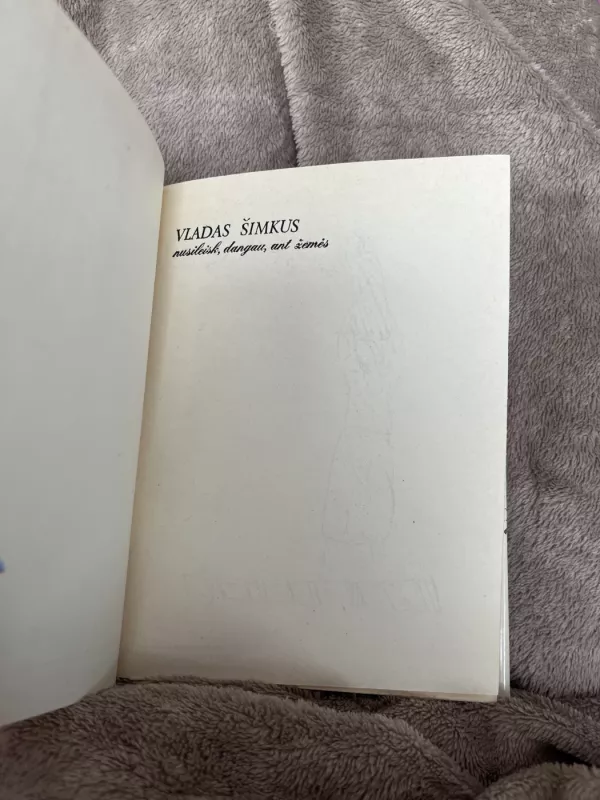 VLADAS ŠIMKUS
nusileisk, dangau, ant žemės